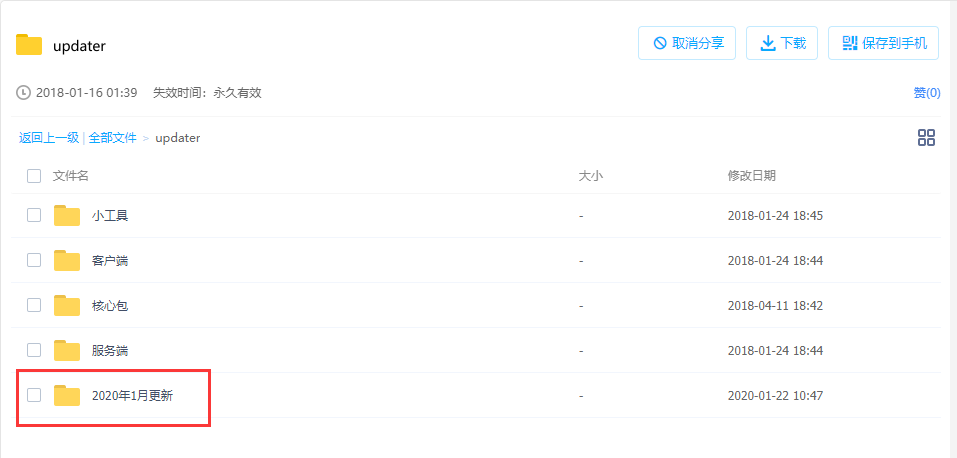 updater
取消分享 下载 保存到手机
2018-01-16 01:39 失效时间：永久有效 赞(0)
返回上一级 | 全部文件 > updater
文件名 大小 修改日期
小工具 - 2018-01-24 18:45
客户端 - 2018-01-24 18:44
核心包 - 2018-04-11 18:42
服务端 - 2018-01-24 18:44
2020年1月更新 - 2020-01-22 10:47